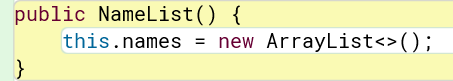 public NameList() {
    this.names = new ArrayList<>();
}